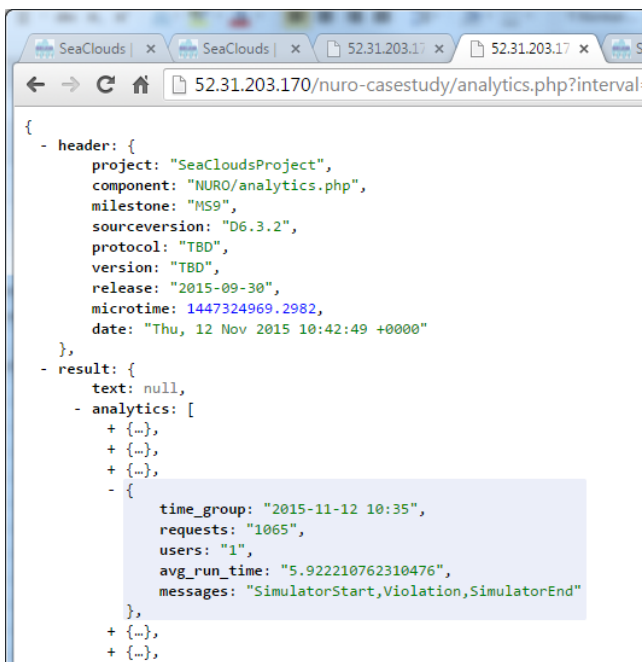 SeaClouds | × SeaClouds | × 52.31.203.17 × 52.31.203.17 × S
52.31.203.170/nuro-casestudy/analytics.php?interval=
{
- header: {
project: "SeaCloudsProject",
component: "NURO/analytics.php",
milestone: "MS9",
sourceversion: "D6.3.2",
protocol: "TBD",
version: "TBD",
release: "2015-09-30",
microtime: 1447324969.2982,
date: "Thu, 12 Nov 2015 10:42:49 +0000"
},
- result: {
text: null,
- analytics: [
+ {…},
+ {…},
+ {…},
- {
time_group: "2015-11-12 10:35",
requests: "1065",
users: "1",
avg_run_time: "5.922210762310476",
messages: "SimulatorStart,Violation,SimulatorEnd"
},
+ {…},
+ {…},